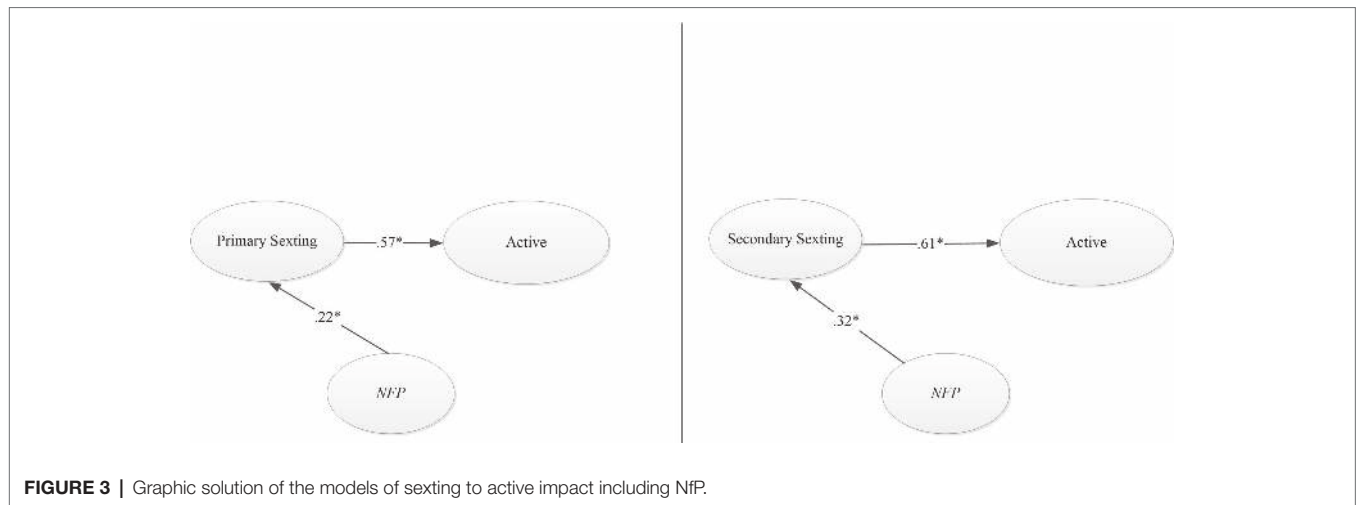 Primary Sexting
.57*
Active
.22*
NFP
Secondary Sexting
.61*
Active
.32*
NFP
FIGURE 3 | Graphic solution of the models of sexting to active impact including NfP.